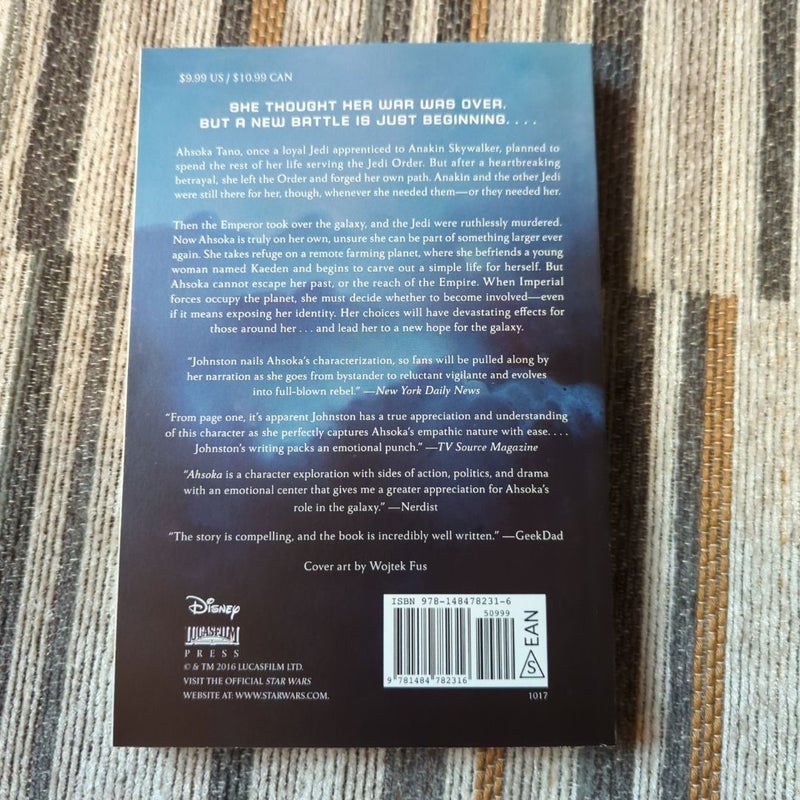 $9.99 US / $10.99 CAN
SHE THOUGHT HER WAR WAS OVER.
BUT A NEW BATTLE IS JUST BEGINNING. . . .
Ahsoka Tano, once a loyal Jedi apprenticed to Anakin Skywalker, planned to
spend the rest of her life serving the Jedi Order. But after a heartbreaking
betrayal, she left the Order and forged her own path. Anakin and the other Jedi
were still there for her, though, whenever she needed them—or they needed her.
Then the Emperor took over the galaxy, and the Jedi were ruthlessly murdered.
Now Ahsoka is truly on her own, unsure she can be part of something larger ever
again. She takes refuge on a remote farming planet, where she befriends a young
woman named Kaeden and begins to carve out a simple life for herself. But
Ahsoka cannot escape her past, or the reach of the Empire. When Imperial
forces occupy the planet, she must decide whether to become involved—even
if it means exposing her identity. Her choices will have devastating effects for
those around her . . . and lead her to a new hope for the galaxy.
“Johnston nails Ahsoka’s characterization, so fans will be pulled along by
her narration as she goes from bystander to reluctant vigilante and evolves
into full-blown rebel.” —New York Daily News
“From page one, it’s apparent Johnston has a true appreciation and understanding
of this character as she perfectly captures Ahsoka’s empathic nature with ease. . . .
Johnston’s writing packs an emotional punch.” —TV Source Magazine
“Ahsoka is a character exploration with sides of action, politics, and drama
with an emotional center that gives me a greater appreciation for Ahsoka’s
role in the galaxy.” —Nerdist
“The story is compelling, and the book is incredibly well written.” —GeekDad
Cover art by Wojtek Fus
Disney
LUCASFILM
PRESS
© & TM 2016 LUCASFILM LTD.
VISIT THE OFFICIAL STAR WARS
WEBSITE AT: WWW.STARWARS.COM.
ISBN 978-148478231-6
50999
9 781484 782316
S EAN
1017